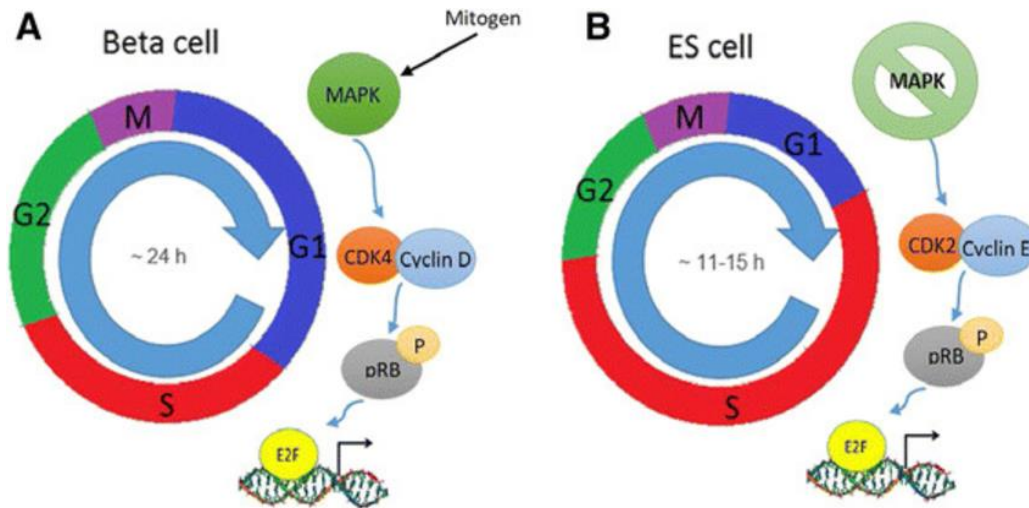 A
Beta cell
Mitogen
MAPK
M
G2
G1
~ 24 h
CDK4
Cyclin D
P
pRB
S
E2F
B
ES cell
MAPK
M
G1
G2
~ 11-15 h
CDK2
Cyclin E
P
pRB
S
E2F